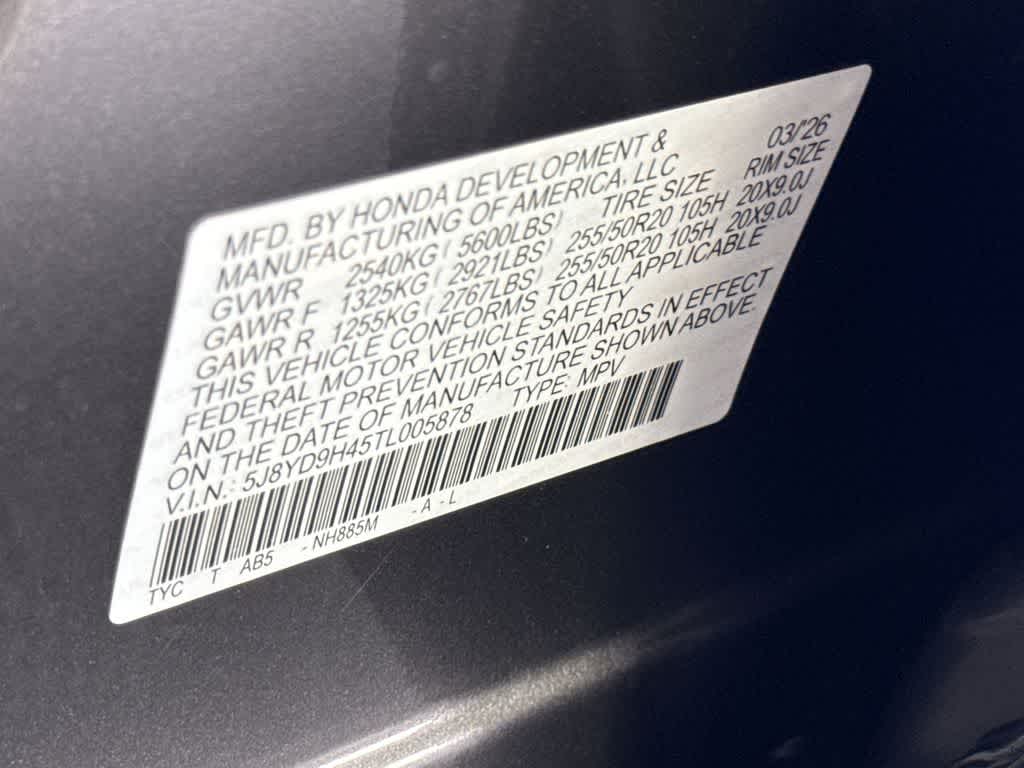 MFD. BY HONDA DEVELOPMENT & 03/'26
MANUFACTURING OF AMERICA, LLC RIM SIZE
GVWR 2540KG( 5600LBS) TIRE SIZE
GAWR F 1325KG( 2921LBS) 255/50R20 105H 20X9.0J
GAWR R 1255KG( 2767LBS) 255/50R20 105H 20X9.0J
THIS VEHICLE CONFORMS TO ALL APPLICABLE
FEDERAL MOTOR VEHICLE SAFETY
AND THEFT PREVENTION STANDARDS IN EFFECT
ON THE DATE OF MANUFACTURE SHOWN ABOVE.
V.I.N.: 5J8YD9H45TL005878 TYPE: MPV
TYC T AB5 - NH885M - A - L